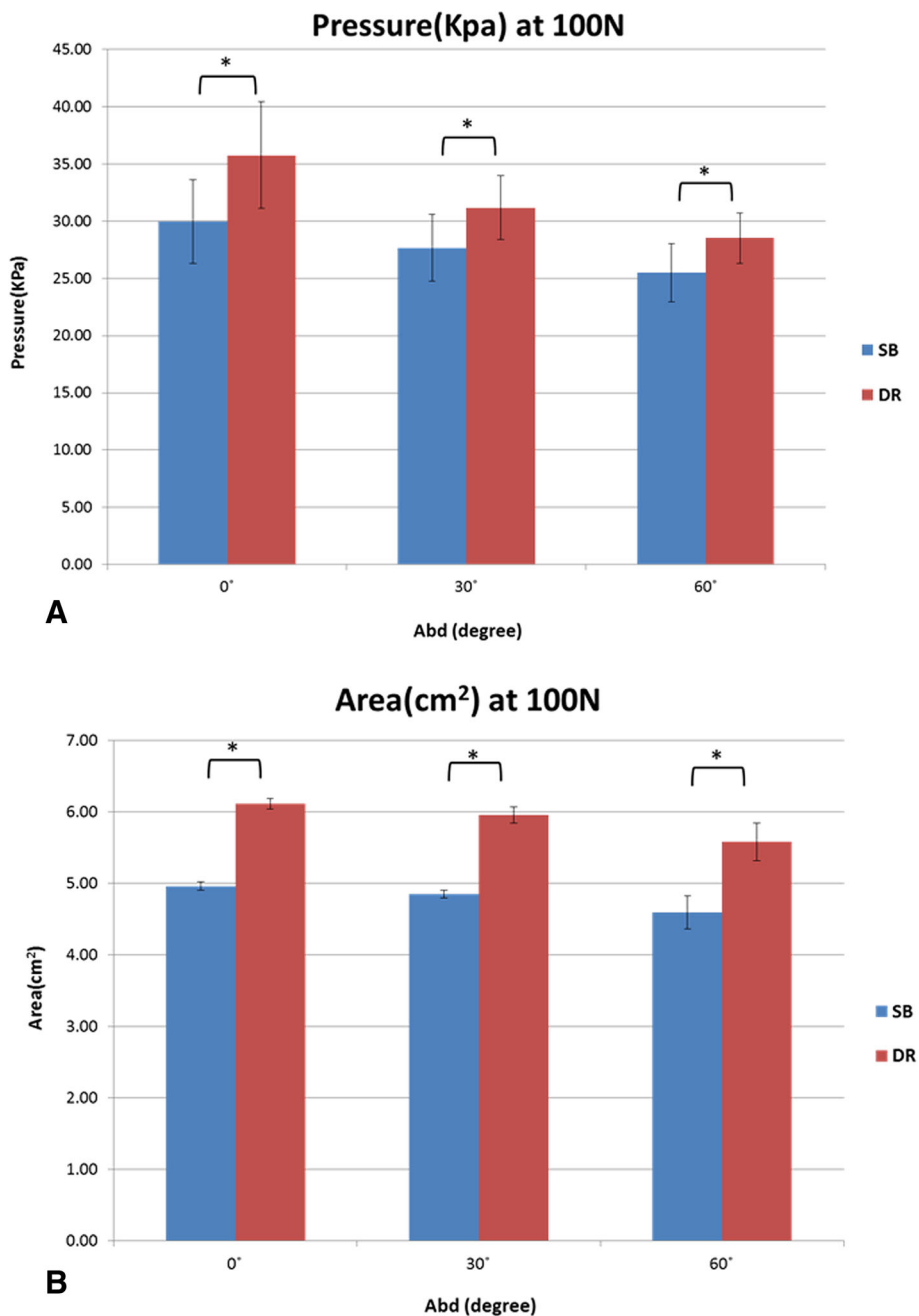 Pressure(Kpa) at 100N
45.00
40.00
35.00
30.00
25.00
20.00
15.00
10.00
5.00
0.00
Pressure(KPa)
*
*
*
SB
DR
0˚
30˚
60˚
A
Abd (degree)
Area(cm²) at 100N
7.00
6.00
5.00
4.00
3.00
2.00
1.00
0.00
Area(cm²)
*
*
*
SB
DR
0˚
30˚
60˚
B
Abd (degree)